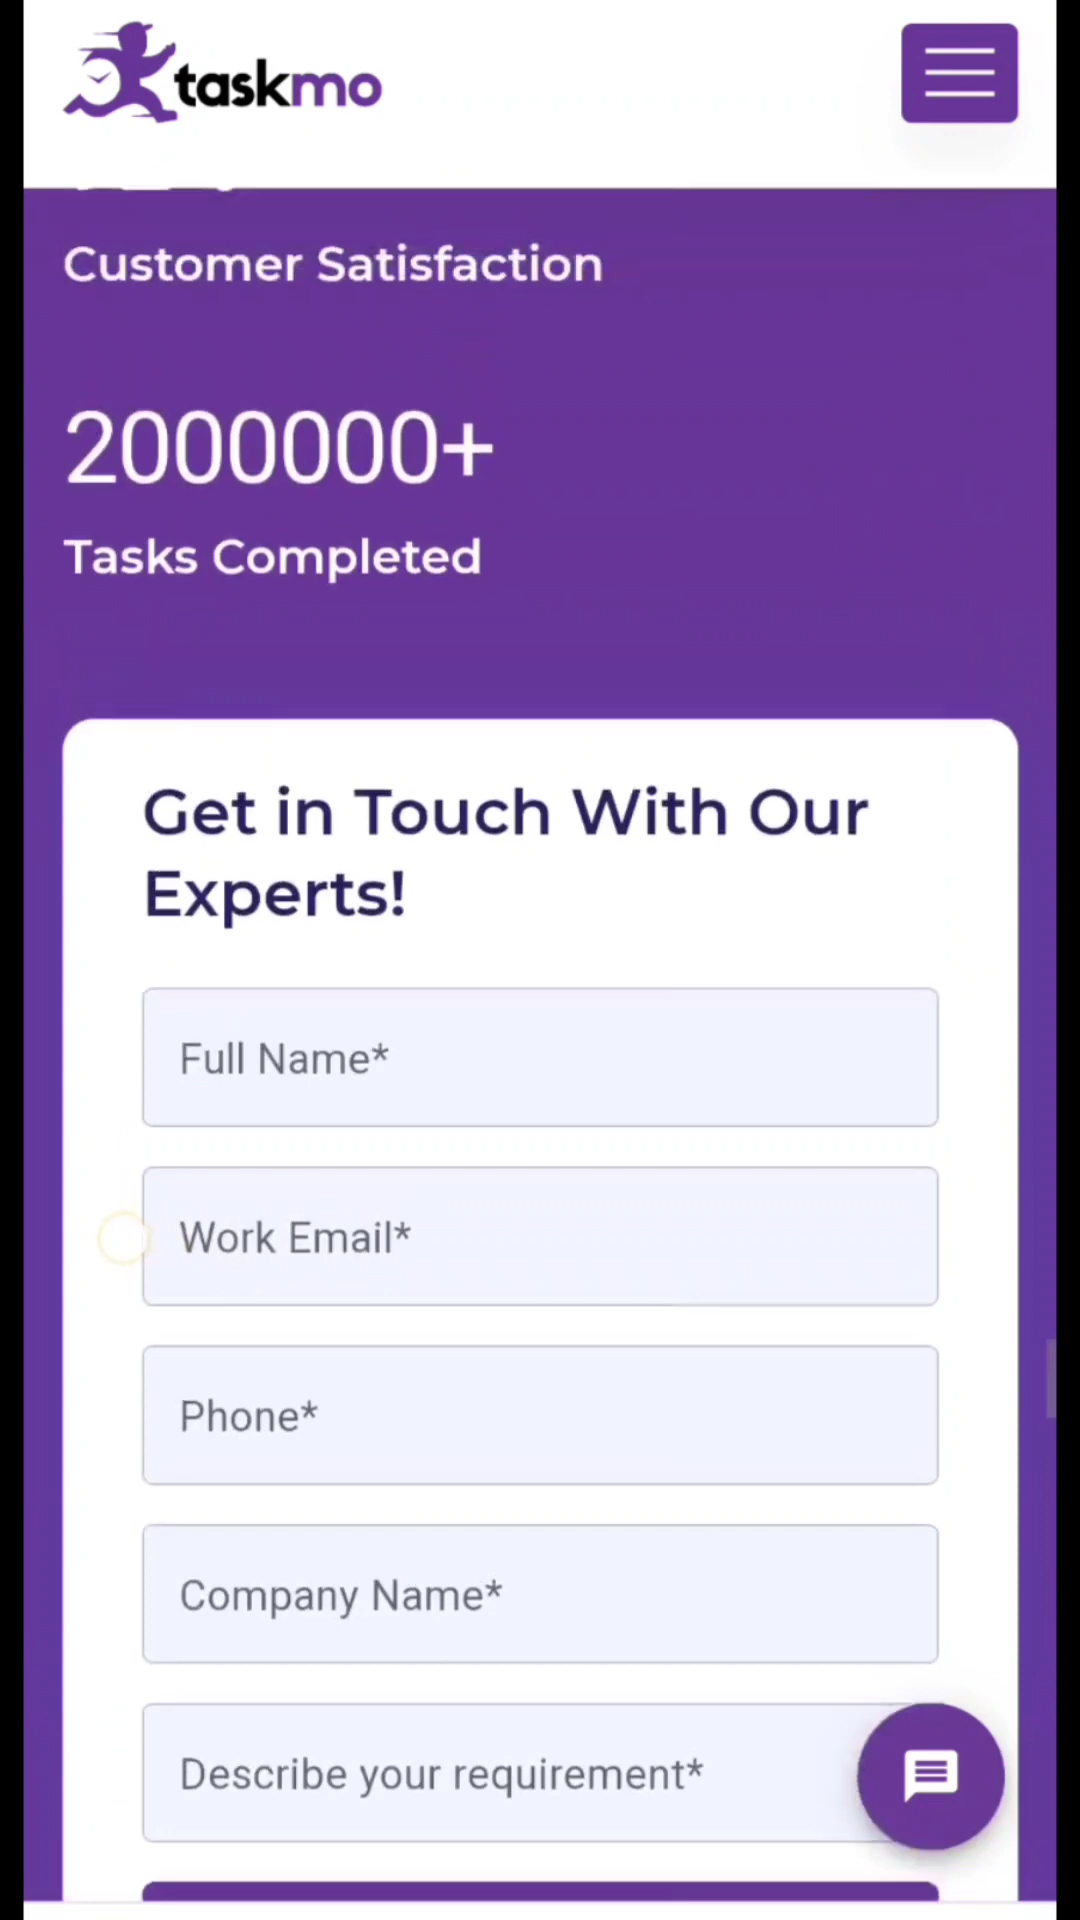 taskmo
Customer Satisfaction
2000000+
Tasks Completed
Get in Touch With Our
Experts!
Full Name*
Work Email*
Phone*
Company Name*
Describe your requirement*